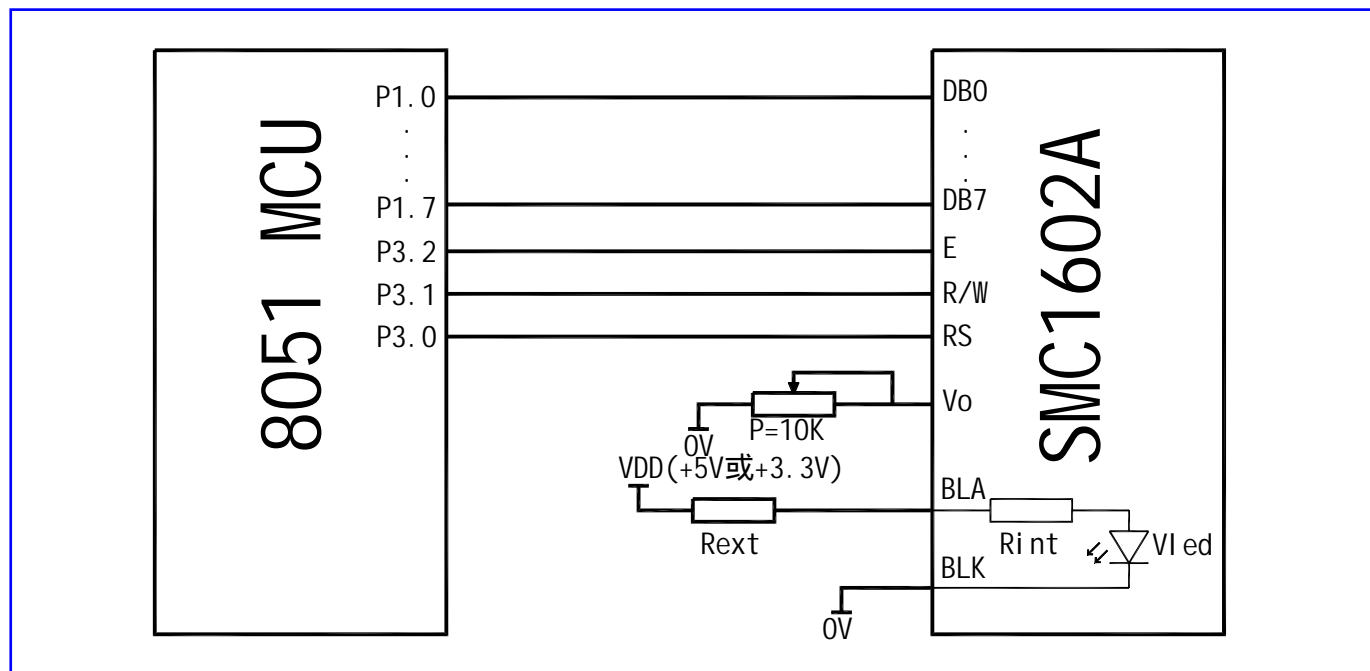 8051 MCU
P1.0
.
.
.
P1.7
P3.2
P3.1
P3.0
DB0
.
.
.
DB7
E
R/W
RS
Vo
BLA
BLK
SMC1602A
P=10K
0V
VDD(+5V或+3.3V)
Rext
Rint
Vled
0V